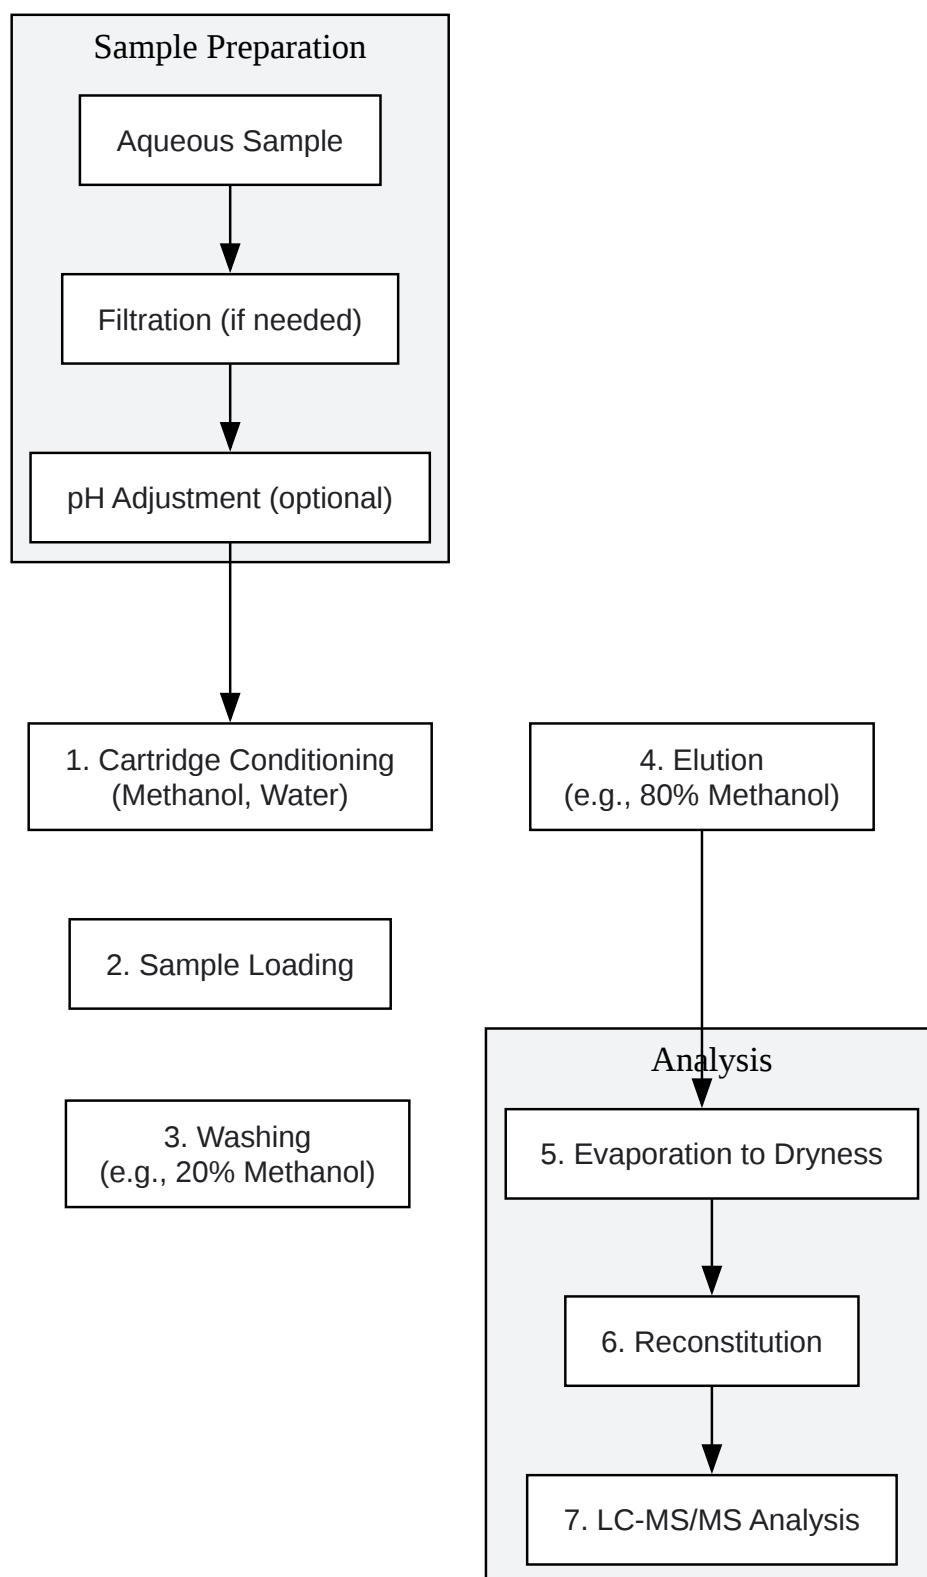 Sample Preparation
Aqueous Sample
Filtration (if needed)
pH Adjustment (optional)
1. Cartridge Conditioning
(Methanol, Water)
2. Sample Loading
3. Washing
(e.g., 20% Methanol)
4. Elution
(e.g., 80% Methanol)
Analysis
5. Evaporation to Dryness
6. Reconstitution
7. LC-MS/MS Analysis